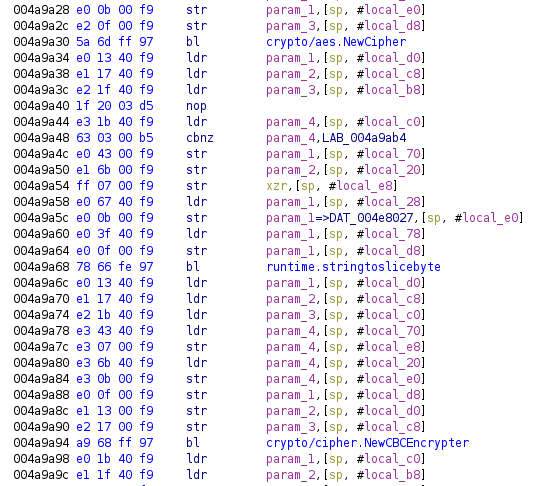 004a9a28 e0 0b 00 f9 str param_1,[sp, #local_e0]
004a9a2c e2 0f 00 f9 str param_3,[sp, #local_d8]
004a9a30 5a 6d ff 97 bl crypto/aes.NewCipher
004a9a34 e0 13 40 f9 ldr param_1,[sp, #local_d0]
004a9a38 e1 17 40 f9 ldr param_2,[sp, #local_c8]
004a9a3c e2 1f 40 f9 ldr param_3,[sp, #local_b8]
004a9a40 1f 20 03 d5 nop
004a9a44 e3 1b 40 f9 ldr param_4,[sp, #local_c0]
004a9a48 63 03 00 b5 cbnz param_4,LAB_004a9ab4
004a9a4c e0 43 00 f9 str param_1,[sp, #local_70]
004a9a50 e1 6b 00 f9 str param_2,[sp, #local_20]
004a9a54 ff 07 00 f9 str xzr,[sp, #local_e8]
004a9a58 e0 67 40 f9 ldr param_1,[sp, #local_28]
004a9a5c e0 0b 00 f9 str param_1=>DAT_004e8027,[sp, #local_e0]
004a9a60 e0 3f 40 f9 ldr param_1,[sp, #local_78]
004a9a64 e0 0f 00 f9 str param_1,[sp, #local_d8]
004a9a68 78 66 fe 97 bl runtime.stringtoslicebyte
004a9a6c e0 13 40 f9 ldr param_1,[sp, #local_d0]
004a9a70 e1 17 40 f9 ldr param_2,[sp, #local_c8]
004a9a74 e2 1b 40 f9 ldr param_3,[sp, #local_c0]
004a9a78 e3 43 40 f9 ldr param_4,[sp, #local_70]
004a9a7c e3 07 00 f9 str param_4,[sp, #local_e8]
004a9a80 e3 6b 40 f9 ldr param_4,[sp, #local_20]
004a9a84 e3 0b 00 f9 str param_4,[sp, #local_e0]
004a9a88 e0 0f 00 f9 str param_1,[sp, #local_d8]
004a9a8c e1 13 00 f9 str param_2,[sp, #local_d0]
004a9a90 e2 17 00 f9 str param_3,[sp, #local_c8]
004a9a94 a9 68 ff 97 bl crypto/cipher.NewCBCEncrypter
004a9a98 e0 1b 40 f9 ldr param_1,[sp, #local_c0]
004a9a9c e1 1f 40 f9 ldr param_2,[sp, #local_b8]